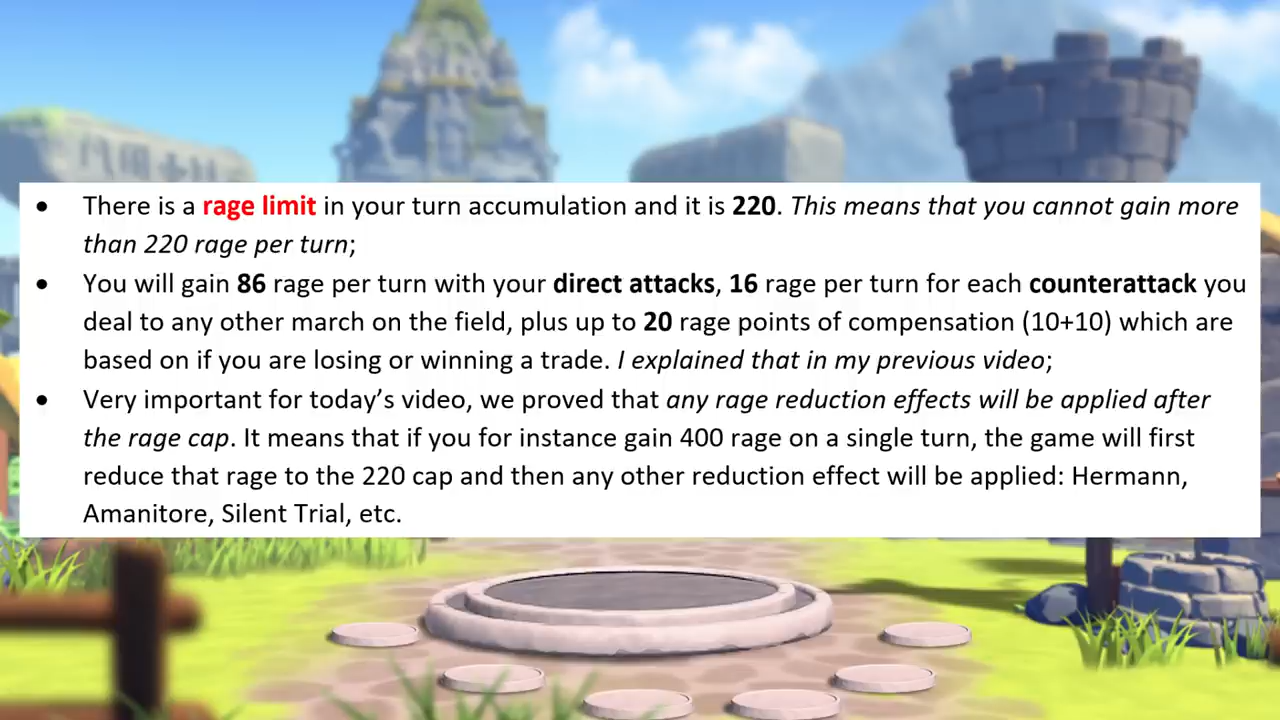 • There is a rage limit in your turn accumulation and it is 220. This means that you cannot gain more
than 220 rage per turn;
• You will gain 86 rage per turn with your direct attacks, 16 rage per turn for each counterattack you
deal to any other march on the field, plus up to 20 rage points of compensation (10+10) which are
based on if you are losing or winning a trade. I explained that in my previous video;
• Very important for today’s video, we proved that any rage reduction effects will be applied after
the rage cap. It means that if you for instance gain 400 rage on a single turn, the game will first
reduce that rage to the 220 cap and then any other reduction effect will be applied: Hermann,
Amanitore, Silent Trial, etc.